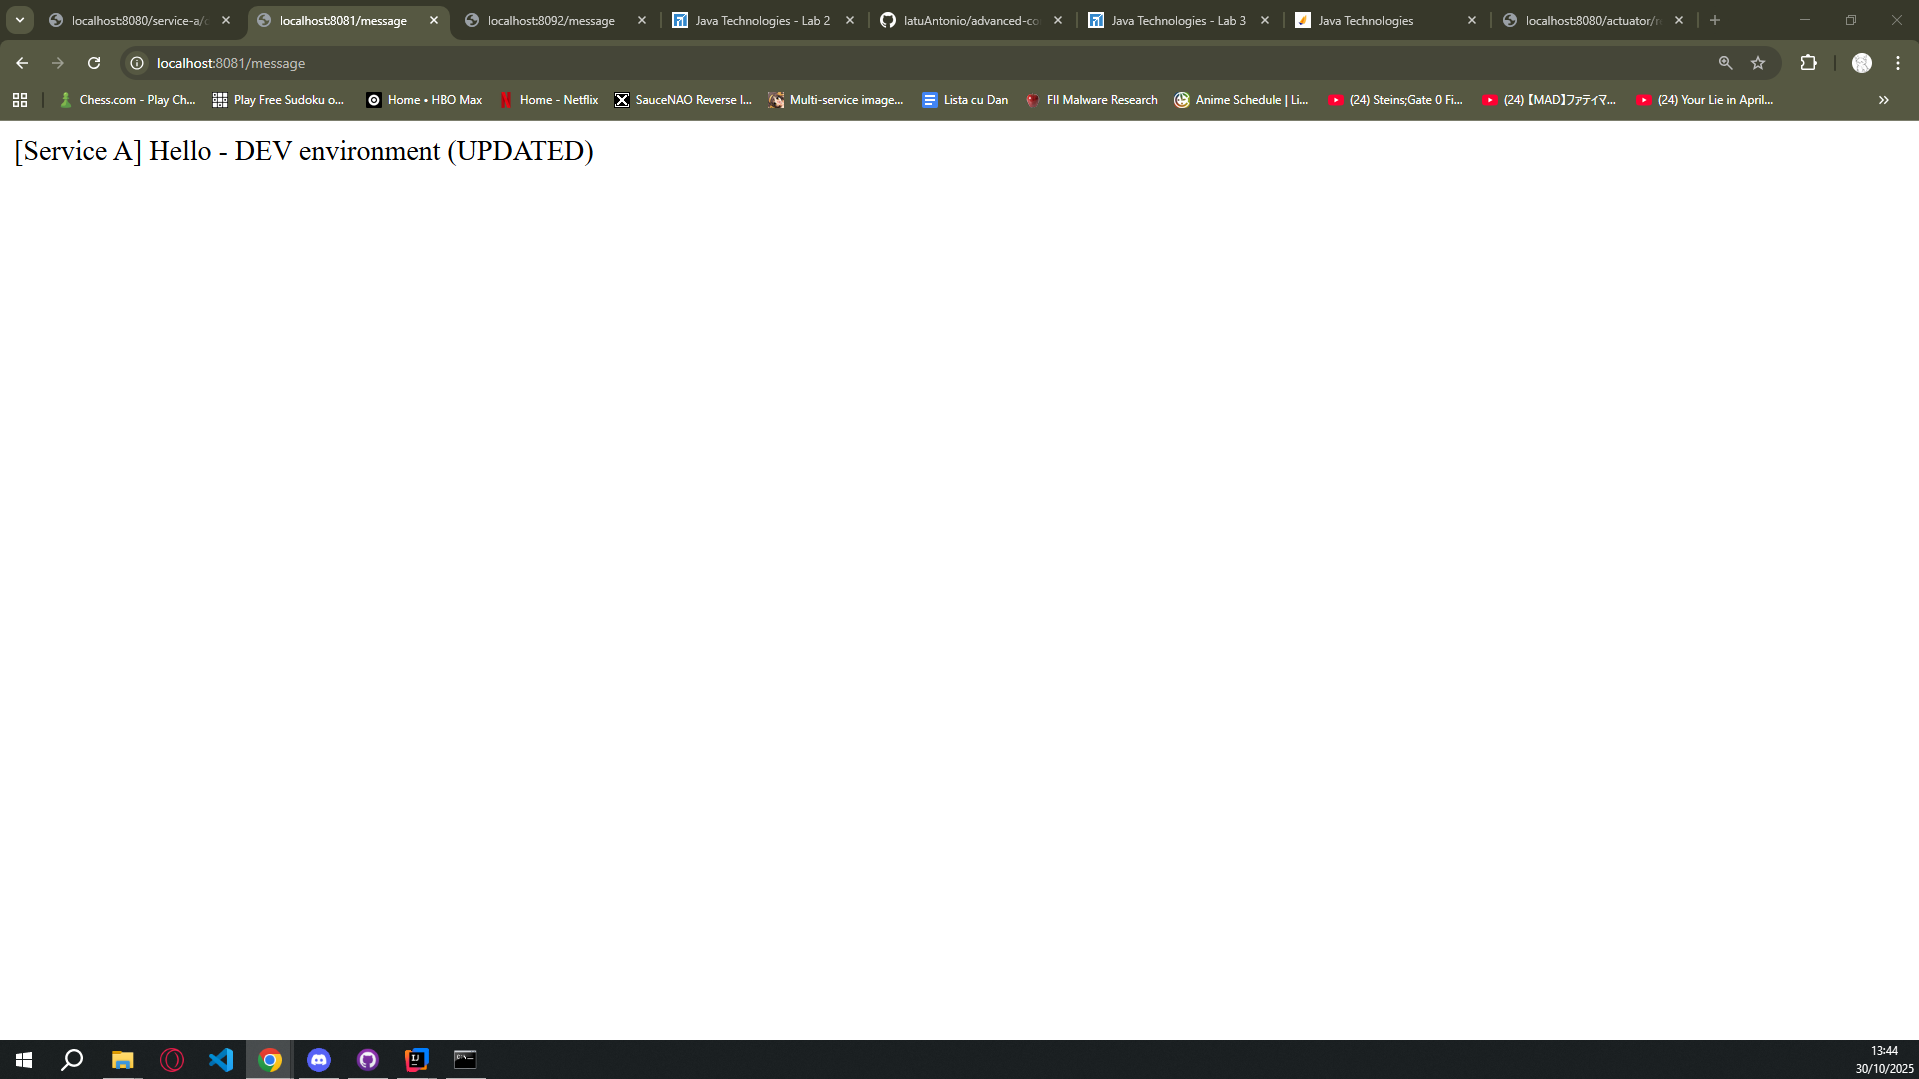 localhost:8080/service-a/
localhost:8081/message
localhost:8092/message
Java Technologies - Lab 2
latuAntonio/advanced-co
Java Technologies - Lab 3
Java Technologies
localhost:8080/actuator/re
localhost:8081/message
Chess.com - Play Ch...
Play Free Sudoku o...
Home • HBO Max
Home - Netflix
SauceNAO Reverse I...
Multi-service image...
Lista cu Dan
FII Malware Research
Anime Schedule | Li...
(24) Steins;Gate 0 Fi...
(24) 【MAD】ファティマ...
(24) Your Lie in April...
[Service A] Hello - DEV environment (UPDATED)
13:44
30/10/2025